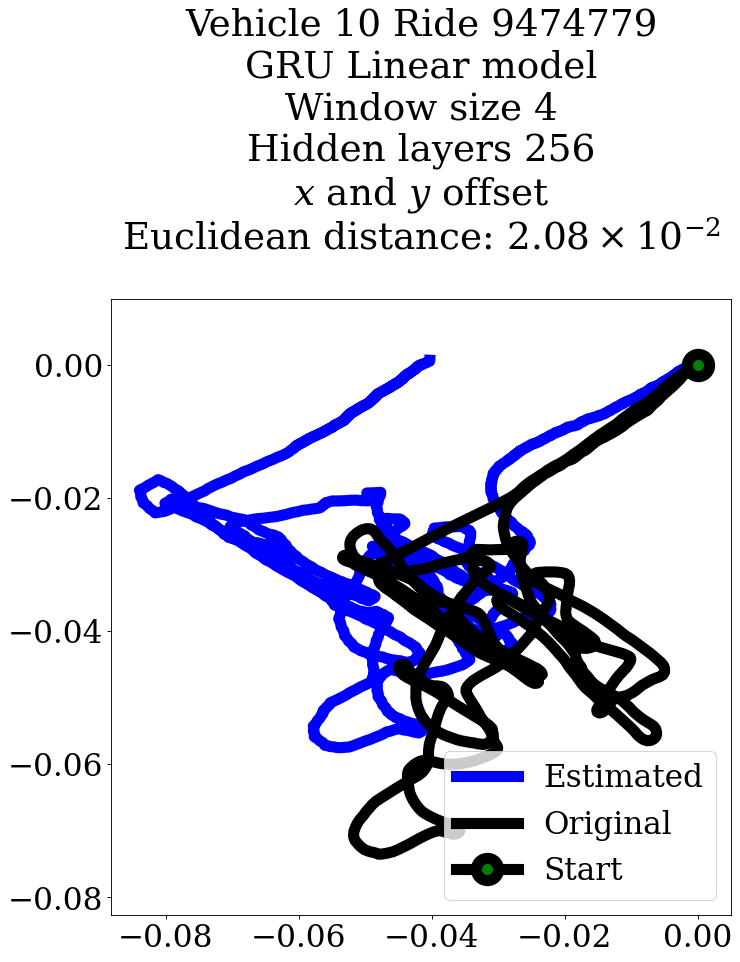 Vehicle 10 Ride 9474779
GRU Linear model
Window size 4
Hidden layers 256
x and y offset
Euclidean distance: 2.08 × 10⁻²
0.00
−0.02
−0.04
−0.06
−0.08
Estimated
Original
Start
−0.08 −0.06 −0.04 −0.02 0.00